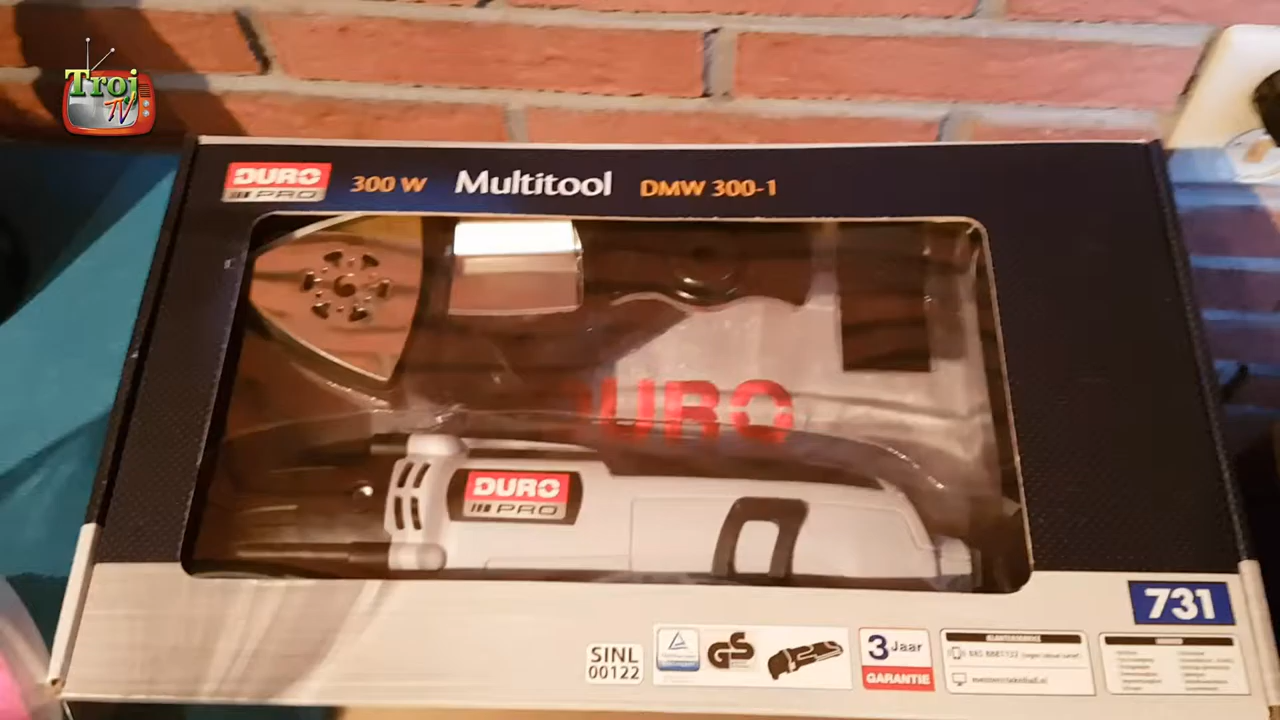 Troj
TV
DURO
PRO
300 W
Multitool
DMW 300-1
DURO
DURO
PRO
731
SINL
00122
GS
3 Jaar
GARANTIE
KLANTENSERVICE